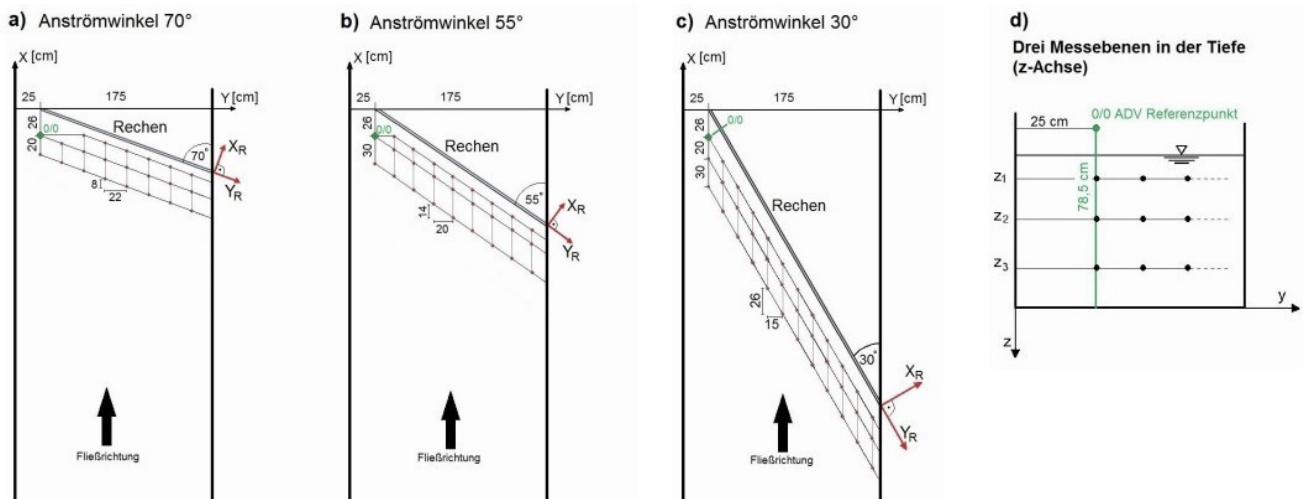 a) Anströmwinkel 70°
X [cm]
25
175
Y [cm]
26
0/0
Rechen
20
70°
X_R
Y_R
8
22
Fließrichtung
b) Anströmwinkel 55°
X [cm]
25
175
Y [cm]
26
0/0
Rechen
30
55°
X_R
Y_R
14
20
Fließrichtung
c) Anströmwinkel 30°
X [cm]
25
175
Y [cm]
26
0/0
20
30
Rechen
26
15
30°
X_R
Y_R
Fließrichtung
d)
Drei Messebenen in der Tiefe
(z-Achse)
25 cm
0/0 ADV Referenzpunkt
z1
78,5 cm
z2
z3
y
z